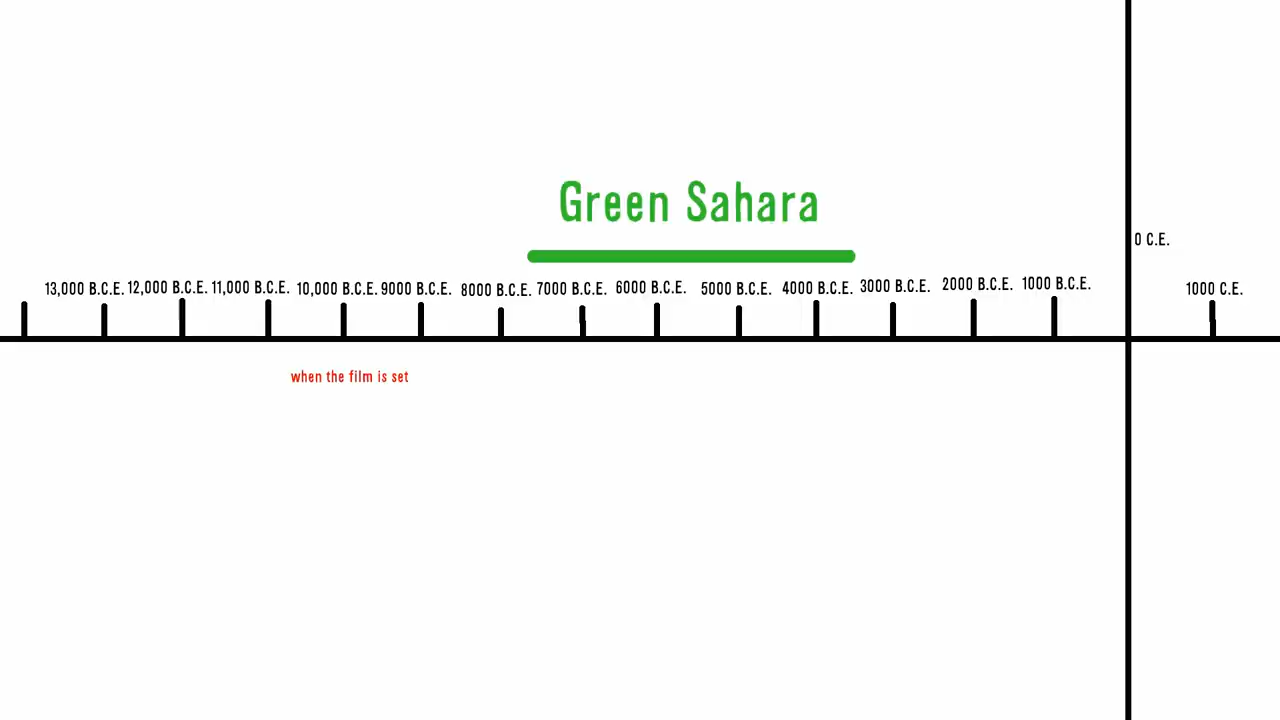 Green Sahara
0 C.E.
13,000 B.C.E. 12,000 B.C.E. 11,000 B.C.E. 10,000 B.C.E. 9000 B.C.E. 8000 B.C.E. 7000 B.C.E. 6000 B.C.E. 5000 B.C.E. 4000 B.C.E. 3000 B.C.E. 2000 B.C.E. 1000 B.C.E. 1000 C.E.
when the film is set